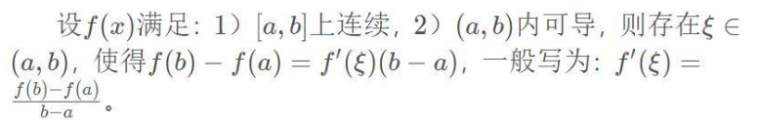 设f(x)满足：1）[a,b]上连续，2）(a,b)内可导，则存在ξ ∈
(a,b)，使得f(b) − f(a) = f′(ξ)(b − a)，一般写为：f′(ξ) =
\frac{f(b)−f(a)}{b−a}。